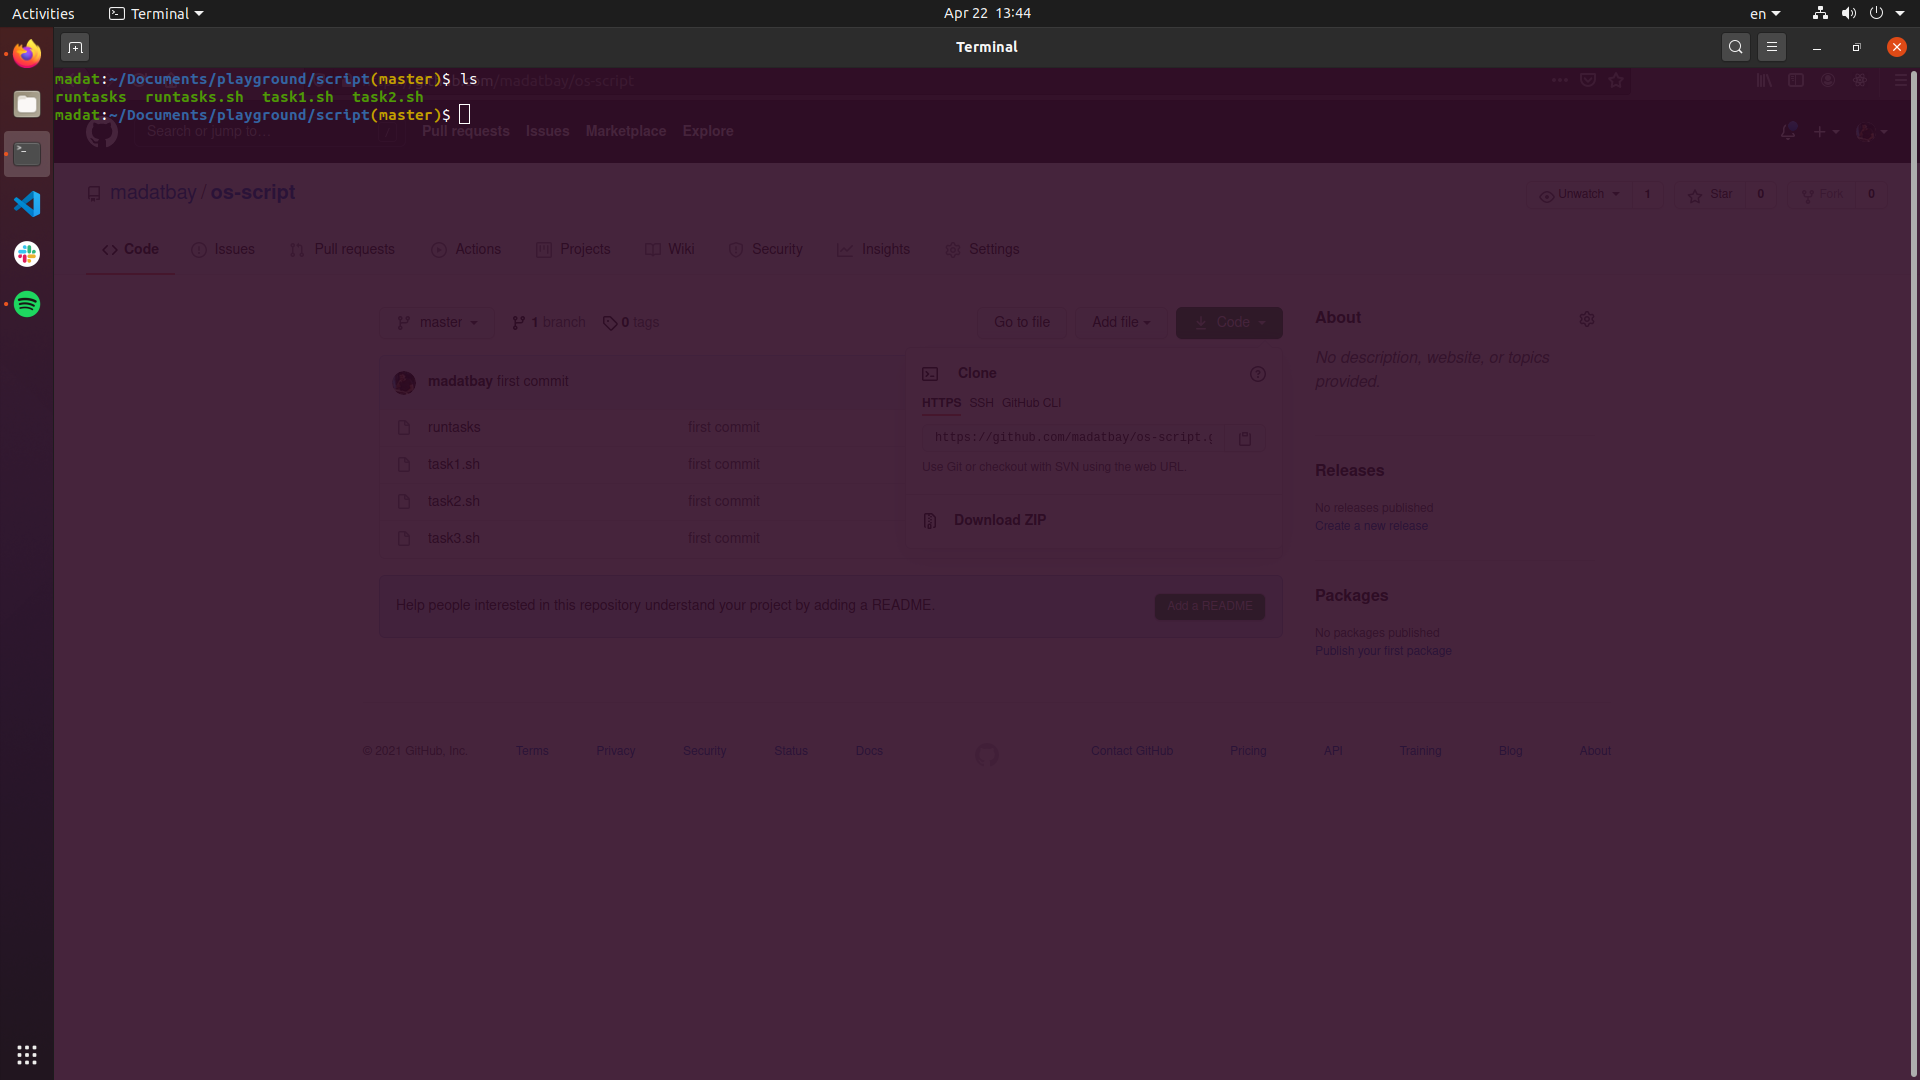 Activities Terminal Apr 22 13:44 en
Terminal
madat:~/Documents/playground/script(master)$ ls
runtasks runtasks.sh task1.sh task2.sh
madat:~/Documents/playground/script(master)$
om/madatbay/os-script
Search or jump to… / Pull requests Issues Marketplace Explore
madatbay / os-script Unwatch 1 Star 0 Fork 0
Code Issues Pull requests Actions Projects Wiki Security Insights Settings
master 1 branch 0 tags Go to file Add file Code About
No description, website, or topics
provided.
madatbay first commit Clone
HTTPS SSH GitHub CLI
runtasks first commit https://github.com/madatbay/os-script.g
task1.sh first commit Use Git or checkout with SVN using the web URL. Releases
task2.sh first commit No releases published
Download ZIP Create a new release
task3.sh first commit
Help people interested in this repository understand your project by adding a README. Add a README Packages
No packages published
Publish your first package
© 2021 GitHub, Inc. Terms Privacy Security Status Docs Contact GitHub Pricing API Training Blog About